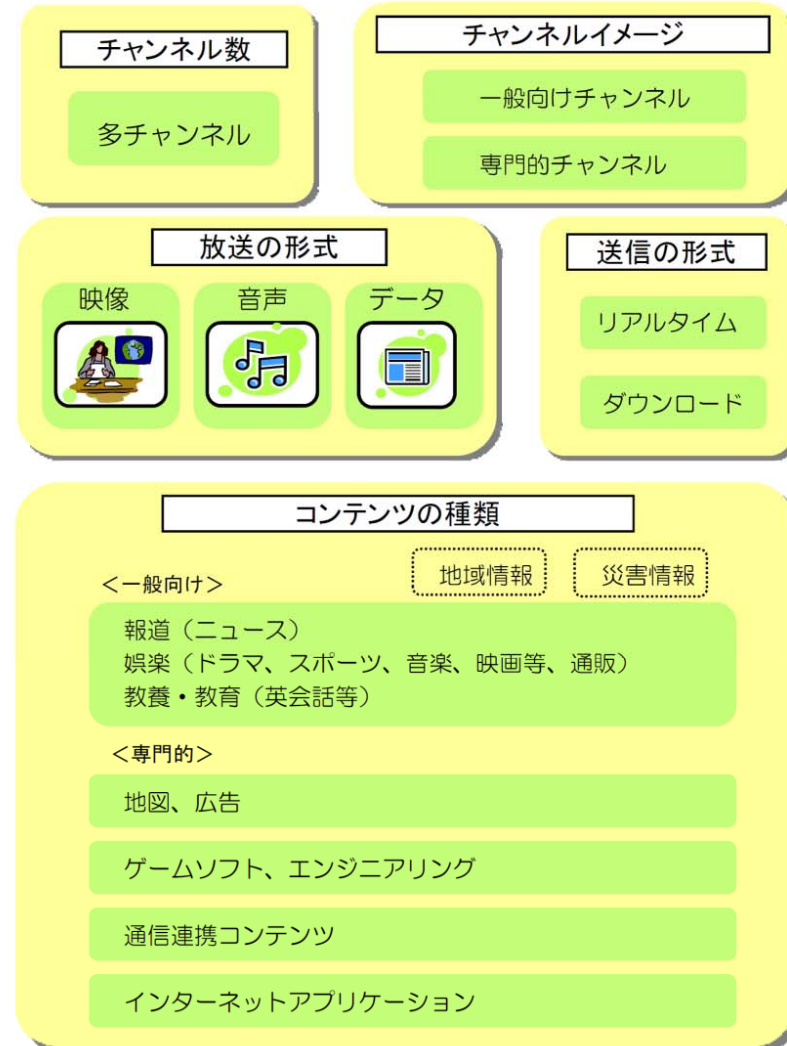 チャンネル数
多チャンネル
チャンネルイメージ
一般向けチャンネル
専門的チャンネル
放送の形式
映像
音声
データ
送信の形式
リアルタイム
ダウンロード
コンテンツの種類
地域情報
災害情報
＜一般向け＞
報道（ニュース）
娯楽（ドラマ、スポーツ、音楽、映画等、通販）
教養・教育（英会話等）
＜専門的＞
地図、広告
ゲームソフト、エンジニアリング
通信連携コンテンツ
インターネットアプリケーション